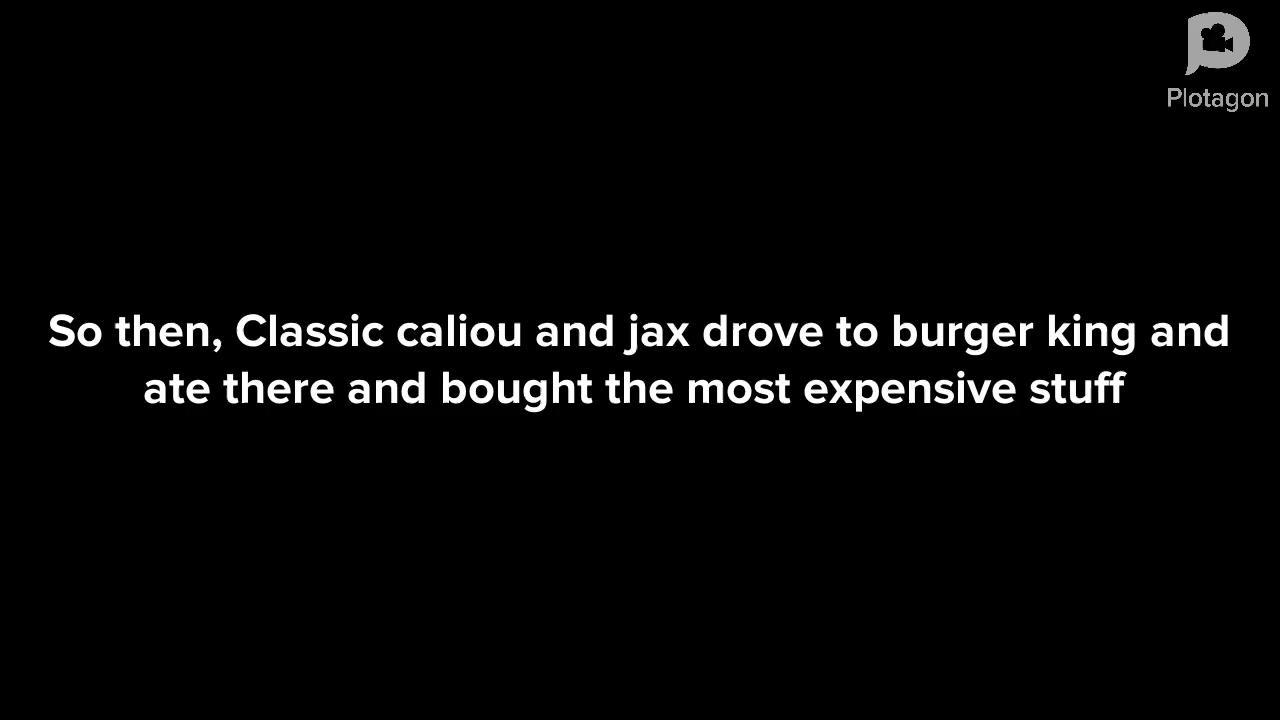 Plotagon
So then, Classic caliou and jax drove to burger king and
ate there and bought the most expensive stuff